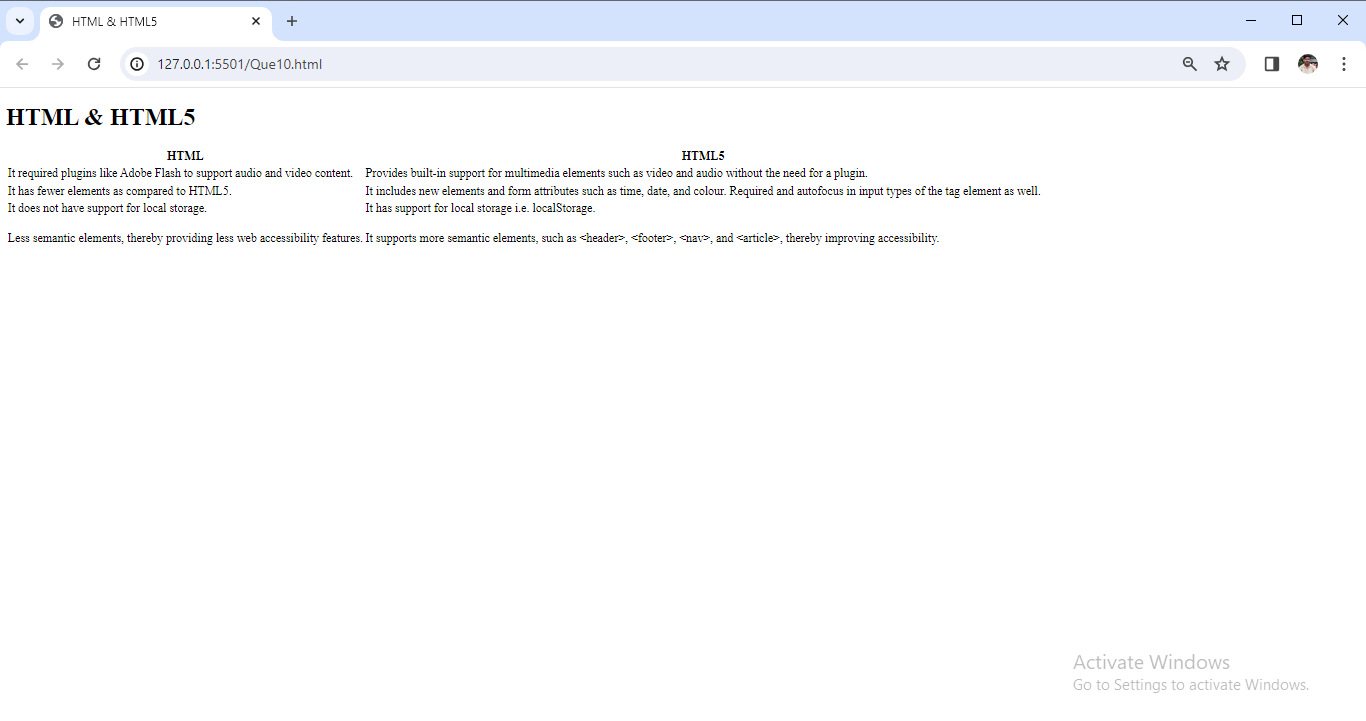 HTML & HTML5
127.0.0.1:5501/Que10.html
HTML & HTML5
HTML HTML5
It required plugins like Adobe Flash to support audio and video content. Provides built-in support for multimedia elements such as video and audio without the need for a plugin.
It has fewer elements as compared to HTML5. It includes new elements and form attributes such as time, date, and colour. Required and autofocus in input types of the tag element as well.
It does not have support for local storage. It has support for local storage i.e. localStorage.
Less semantic elements, thereby providing less web accessibility features. It supports more semantic elements, such as <header>, <footer>, <nav>, and <article>, thereby improving accessibility.
Activate Windows
Go to Settings to activate Windows.